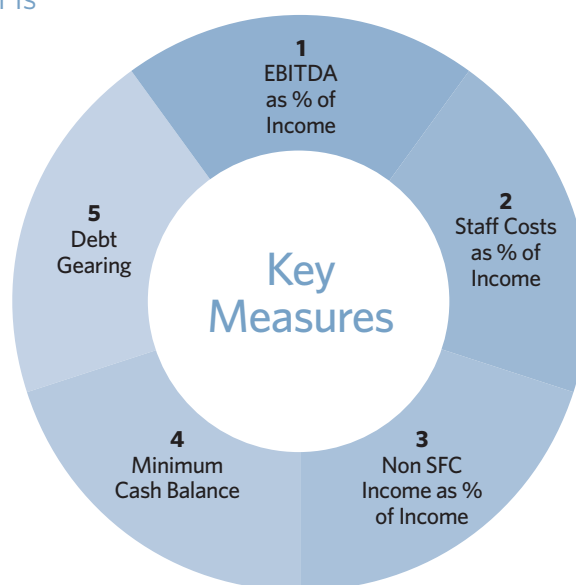 1
EBITDA
as % of
Income
2
Staff Costs
as % of
Income
3
Non SFC
Income as %
of Income
4
Minimum
Cash Balance
5
Debt
Gearing
Key
Measures